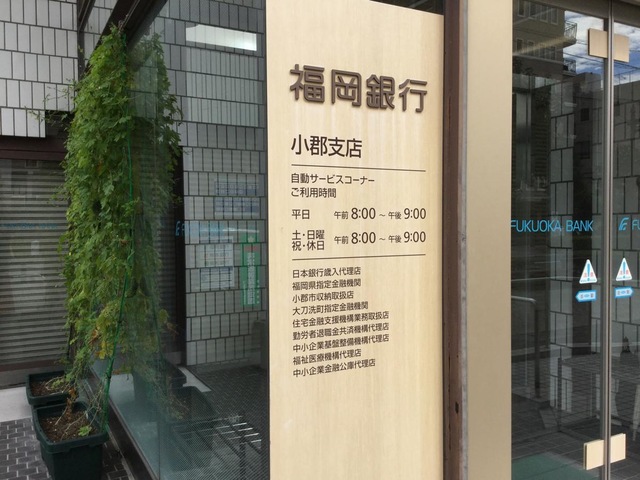 福岡銀行
小郡支店
自動サービスコーナー
ご利用時間
平日 午前 8:00 ～ 午後 9:00
土・日曜
祝・休日 午前 8:00 ～ 午後 9:00
日本銀行歳入代理店
福岡県指定金融機関
小郡市収納取扱店
大刀洗町指定金融機関
住宅金融支援機構業務取扱店
勤労者退職金共済機構代理店
中小企業基盤整備機構代理店
福祉医療機構代理店
中小企業金融公庫代理店
FUKUOKA BANK